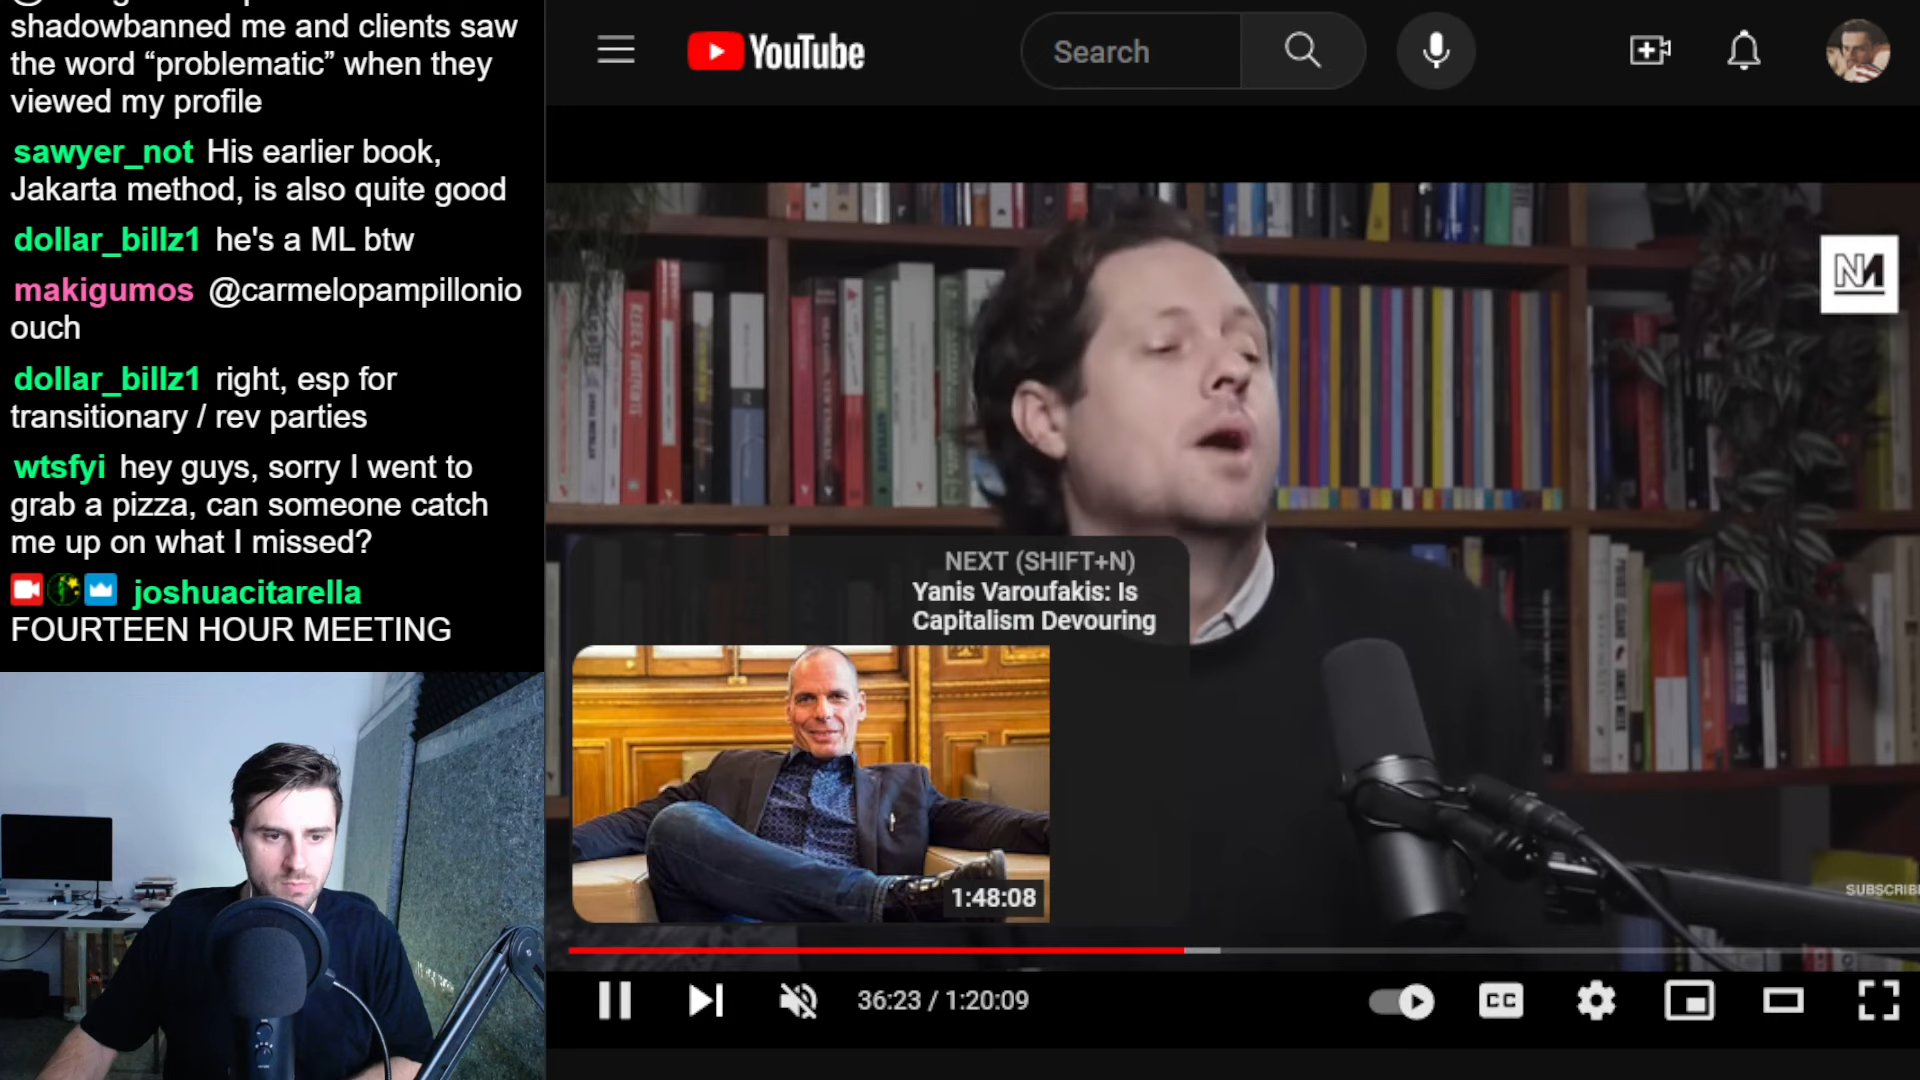 shadowbanned me and clients saw
the word “problematic” when they
viewed my profile
sawyer_not His earlier book,
Jakarta method, is also quite good
dollar_billz1 he's a ML btw
makigumos @carmelopampillonio
ouch
dollar_billz1 right, esp for
transitionary / rev parties
wtsfyi hey guys, sorry I went to
grab a pizza, can someone catch
me up on what I missed?
joshuacitarella
FOURTEEN HOUR MEETING
YouTube
Search
NM
NEXT (SHIFT+N)
Yanis Varoufakis: Is
Capitalism Devouring
1:48:08
SUBSCRIBE
36:23 / 1:20:09
CC